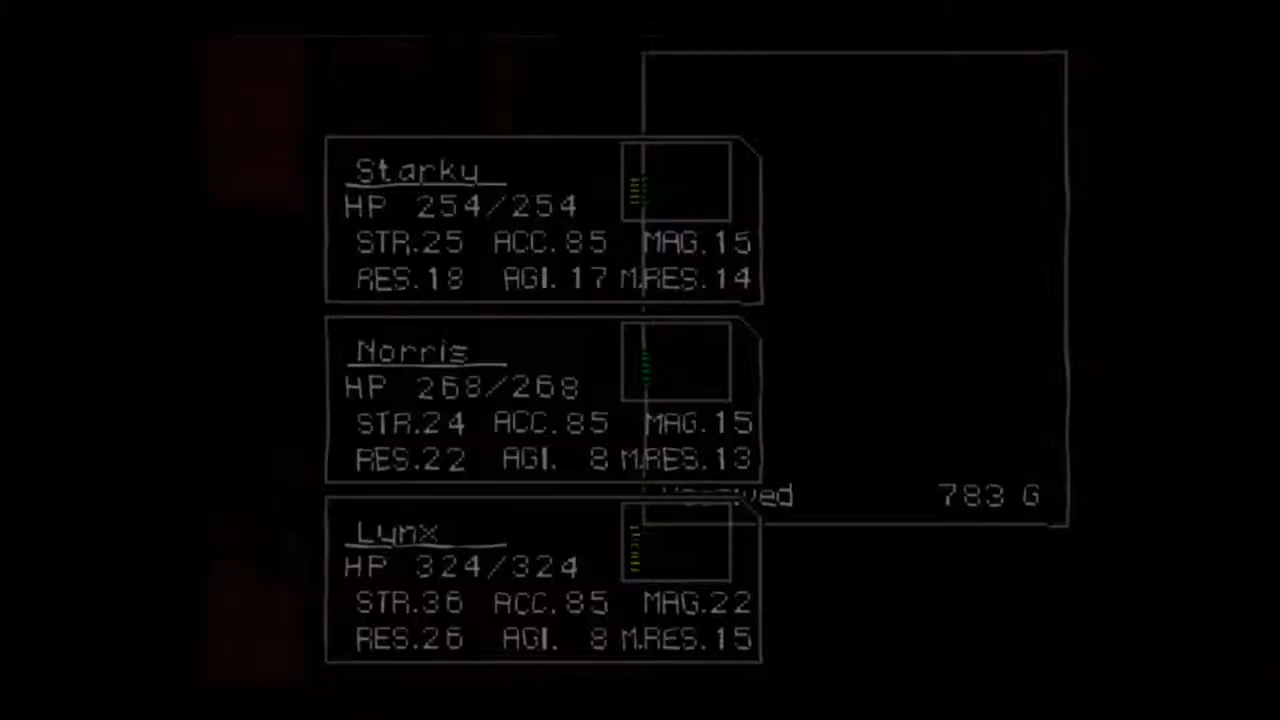 Starky
HP 254/254
STR.25 ACC.85 MAG.15
RES.18 AGI.17 M.RES.14
Norris
HP 268/268
STR.24 ACC.85 MAG.15
RES.22 AGI. 8 M.RES.13
783 G
Lynx
HP 324/324
STR.36 ACC.85 MAG.22
RES.26 AGI. 8 M.RES.15